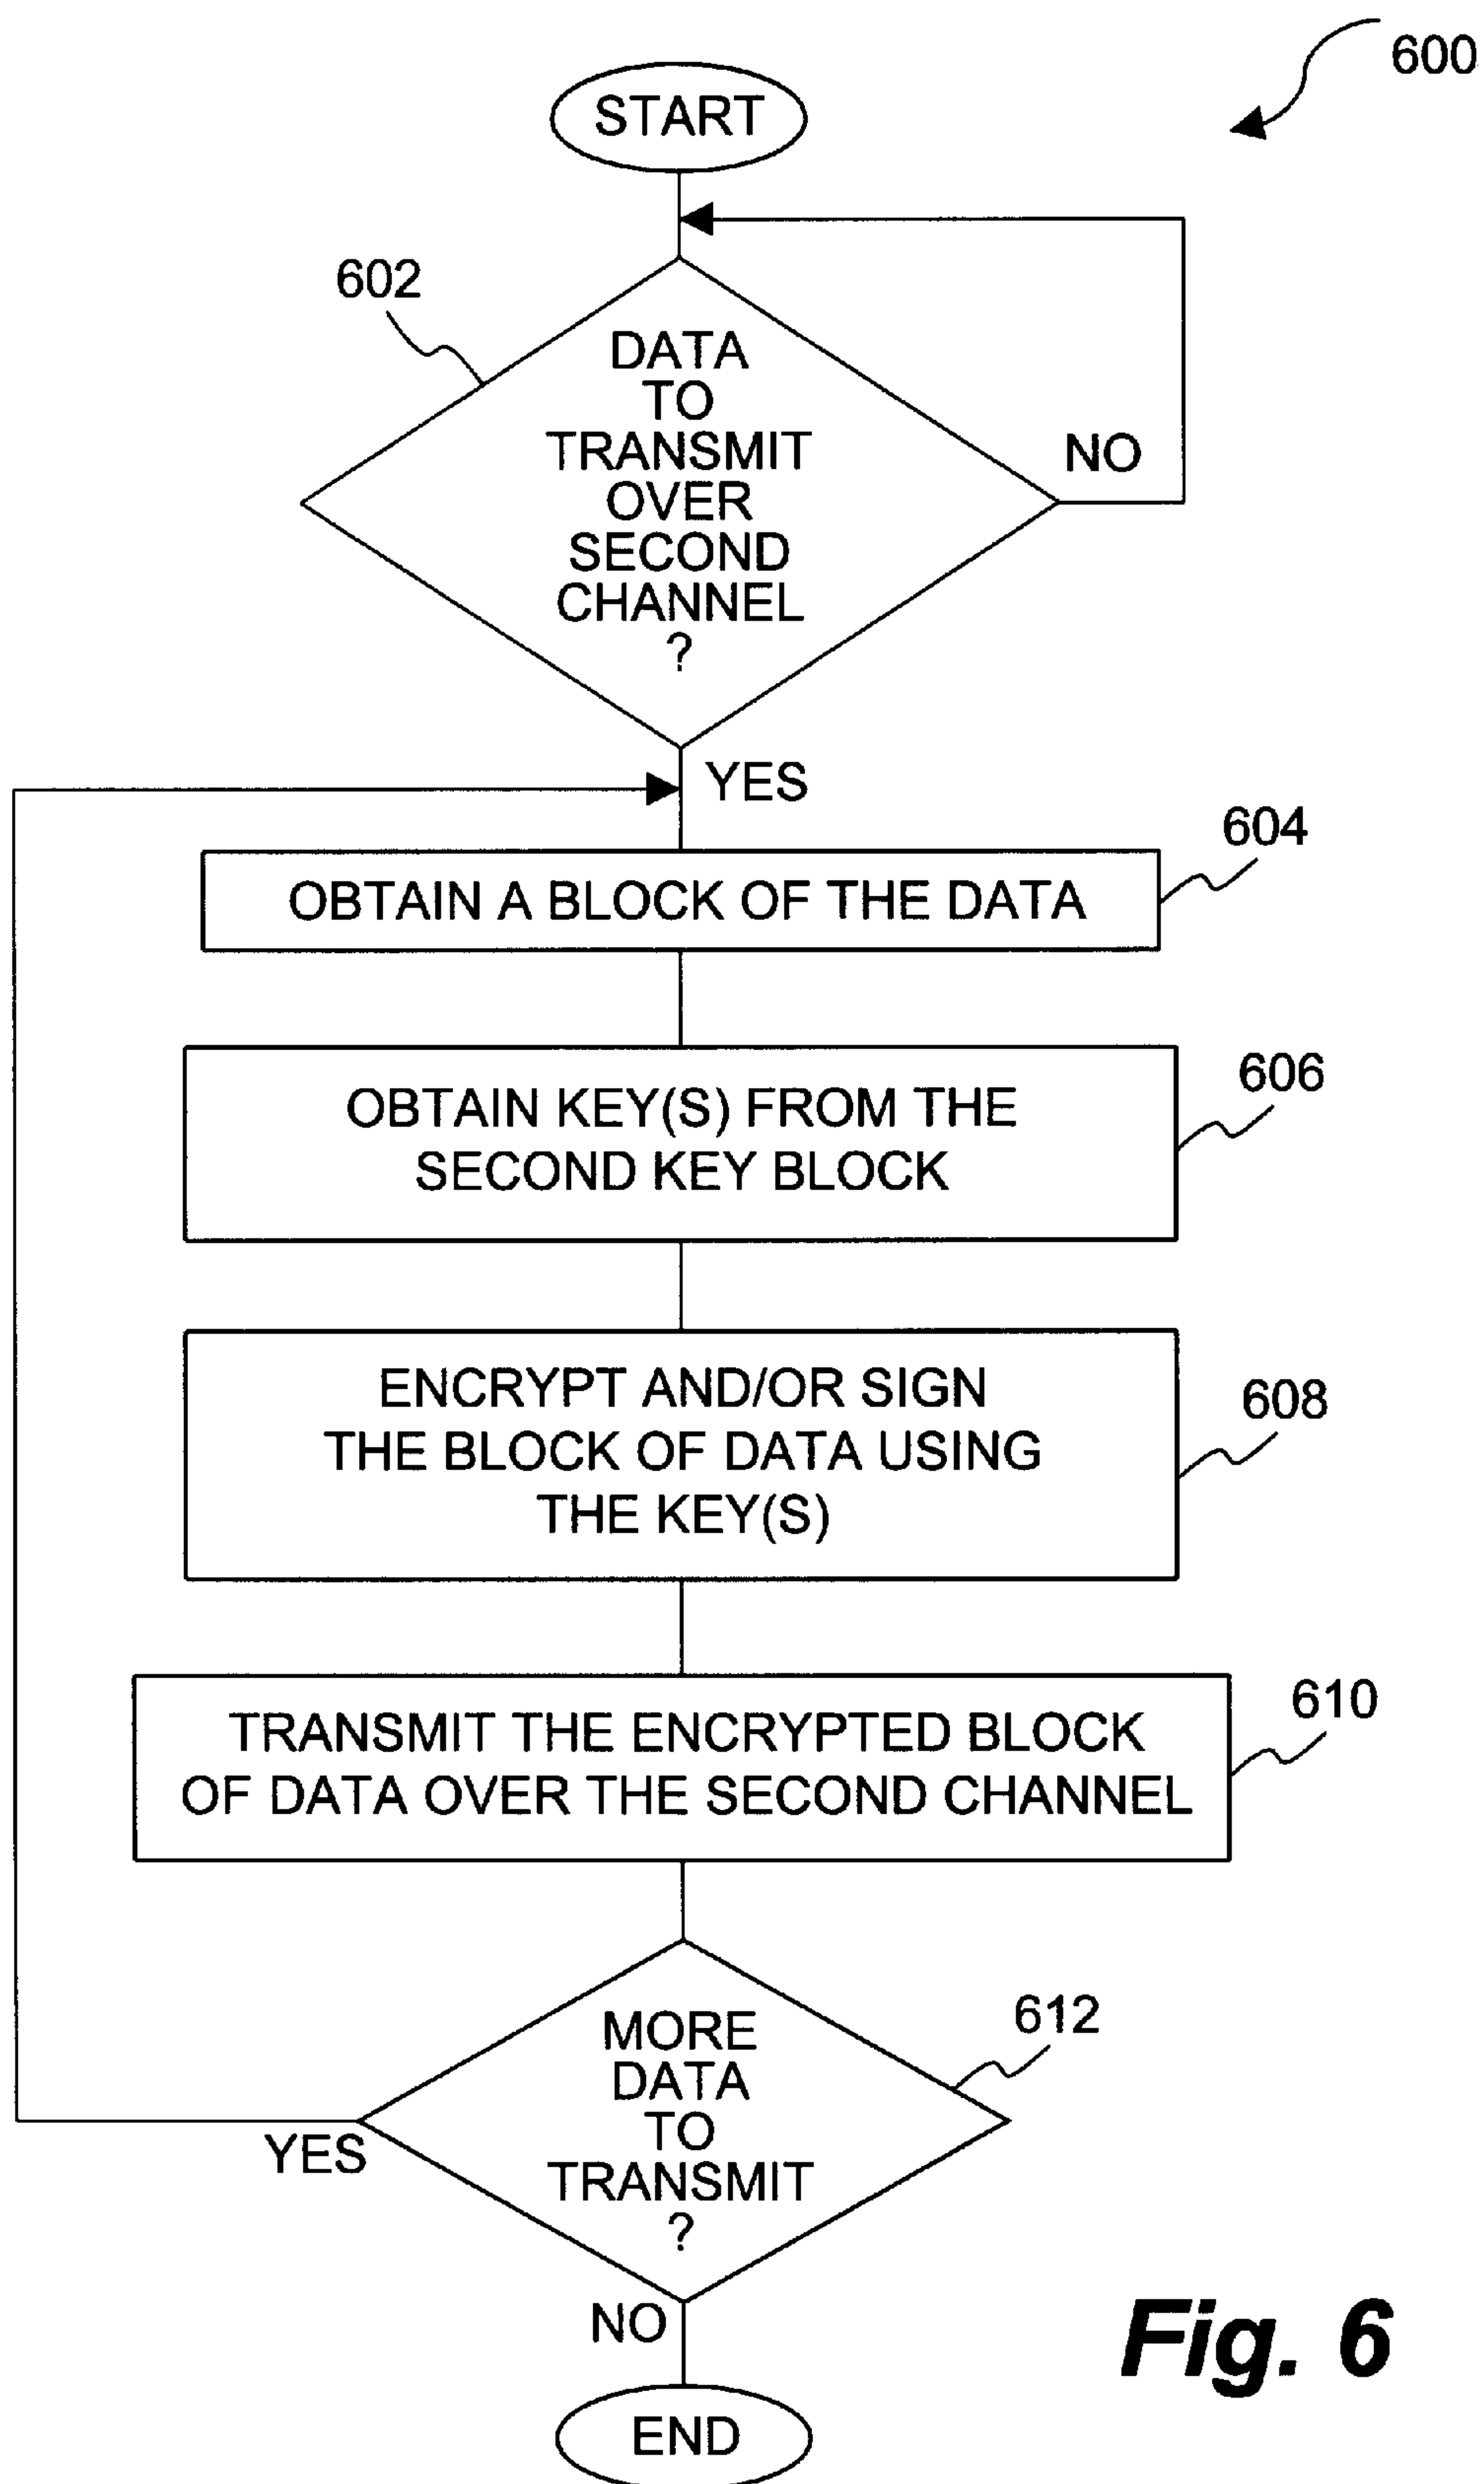 600
START
602
DATA
TO
TRANSMIT
OVER
SECOND
CHANNEL
?
NO
YES
604
OBTAIN A BLOCK OF THE DATA
606
OBTAIN KEY(S) FROM THE
SECOND KEY BLOCK
608
ENCRYPT AND/OR SIGN
THE BLOCK OF DATA USING
THE KEY(S)
610
TRANSMIT THE ENCRYPTED BLOCK
OF DATA OVER THE SECOND CHANNEL
612
MORE
DATA
TO
TRANSMIT
?
YES
NO
END
Fig. 6